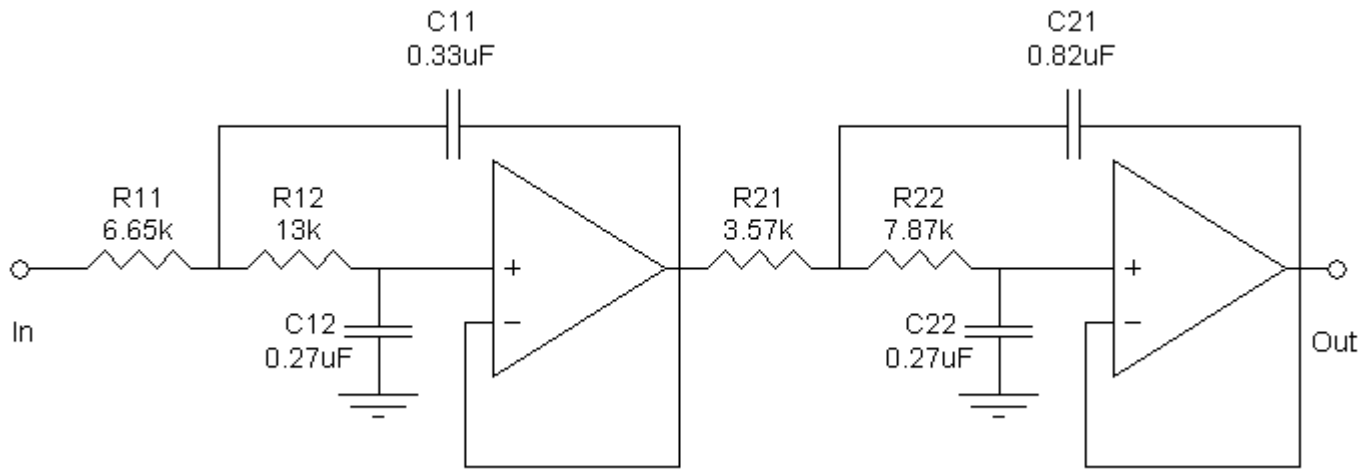 C11
0.33uF
C21
0.82uF
R11
6.65k
R12
13k
R21
3.57k
R22
7.87k
+
+
In
C12
0.27uF
−
C22
0.27uF
−
Out